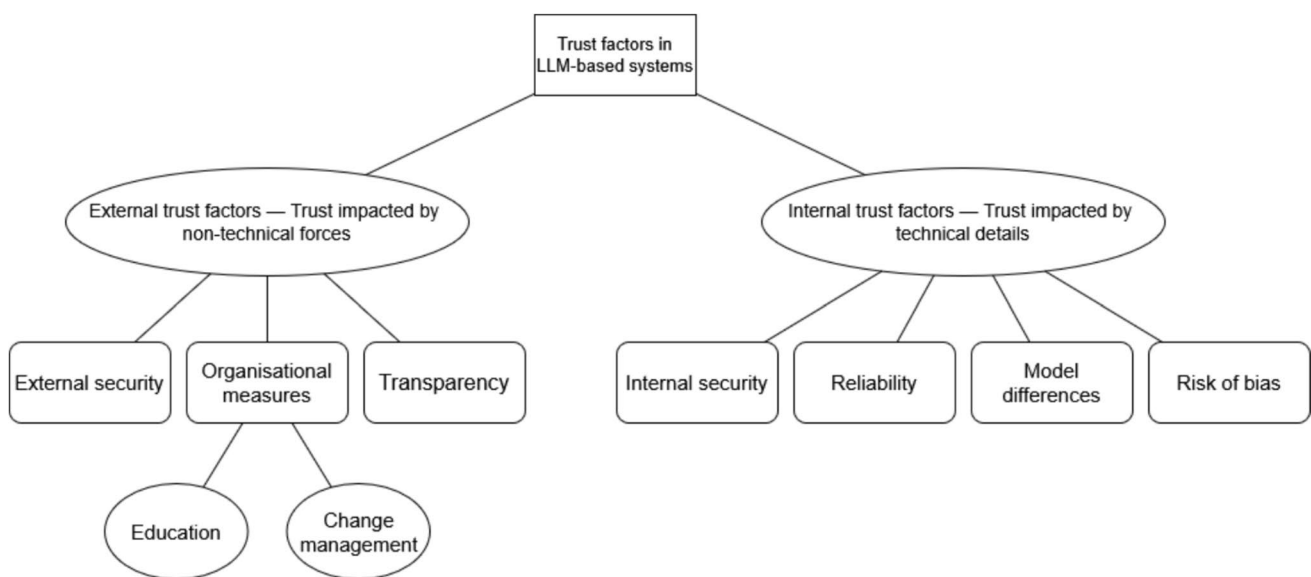 Trust factors in
LLM-based systems
External trust factors — Trust impacted by
non-technical forces
Internal trust factors — Trust impacted by
technical details
External security
Organisational
measures
Transparency
Internal security
Reliability
Model
differences
Risk of bias
Education
Change
management